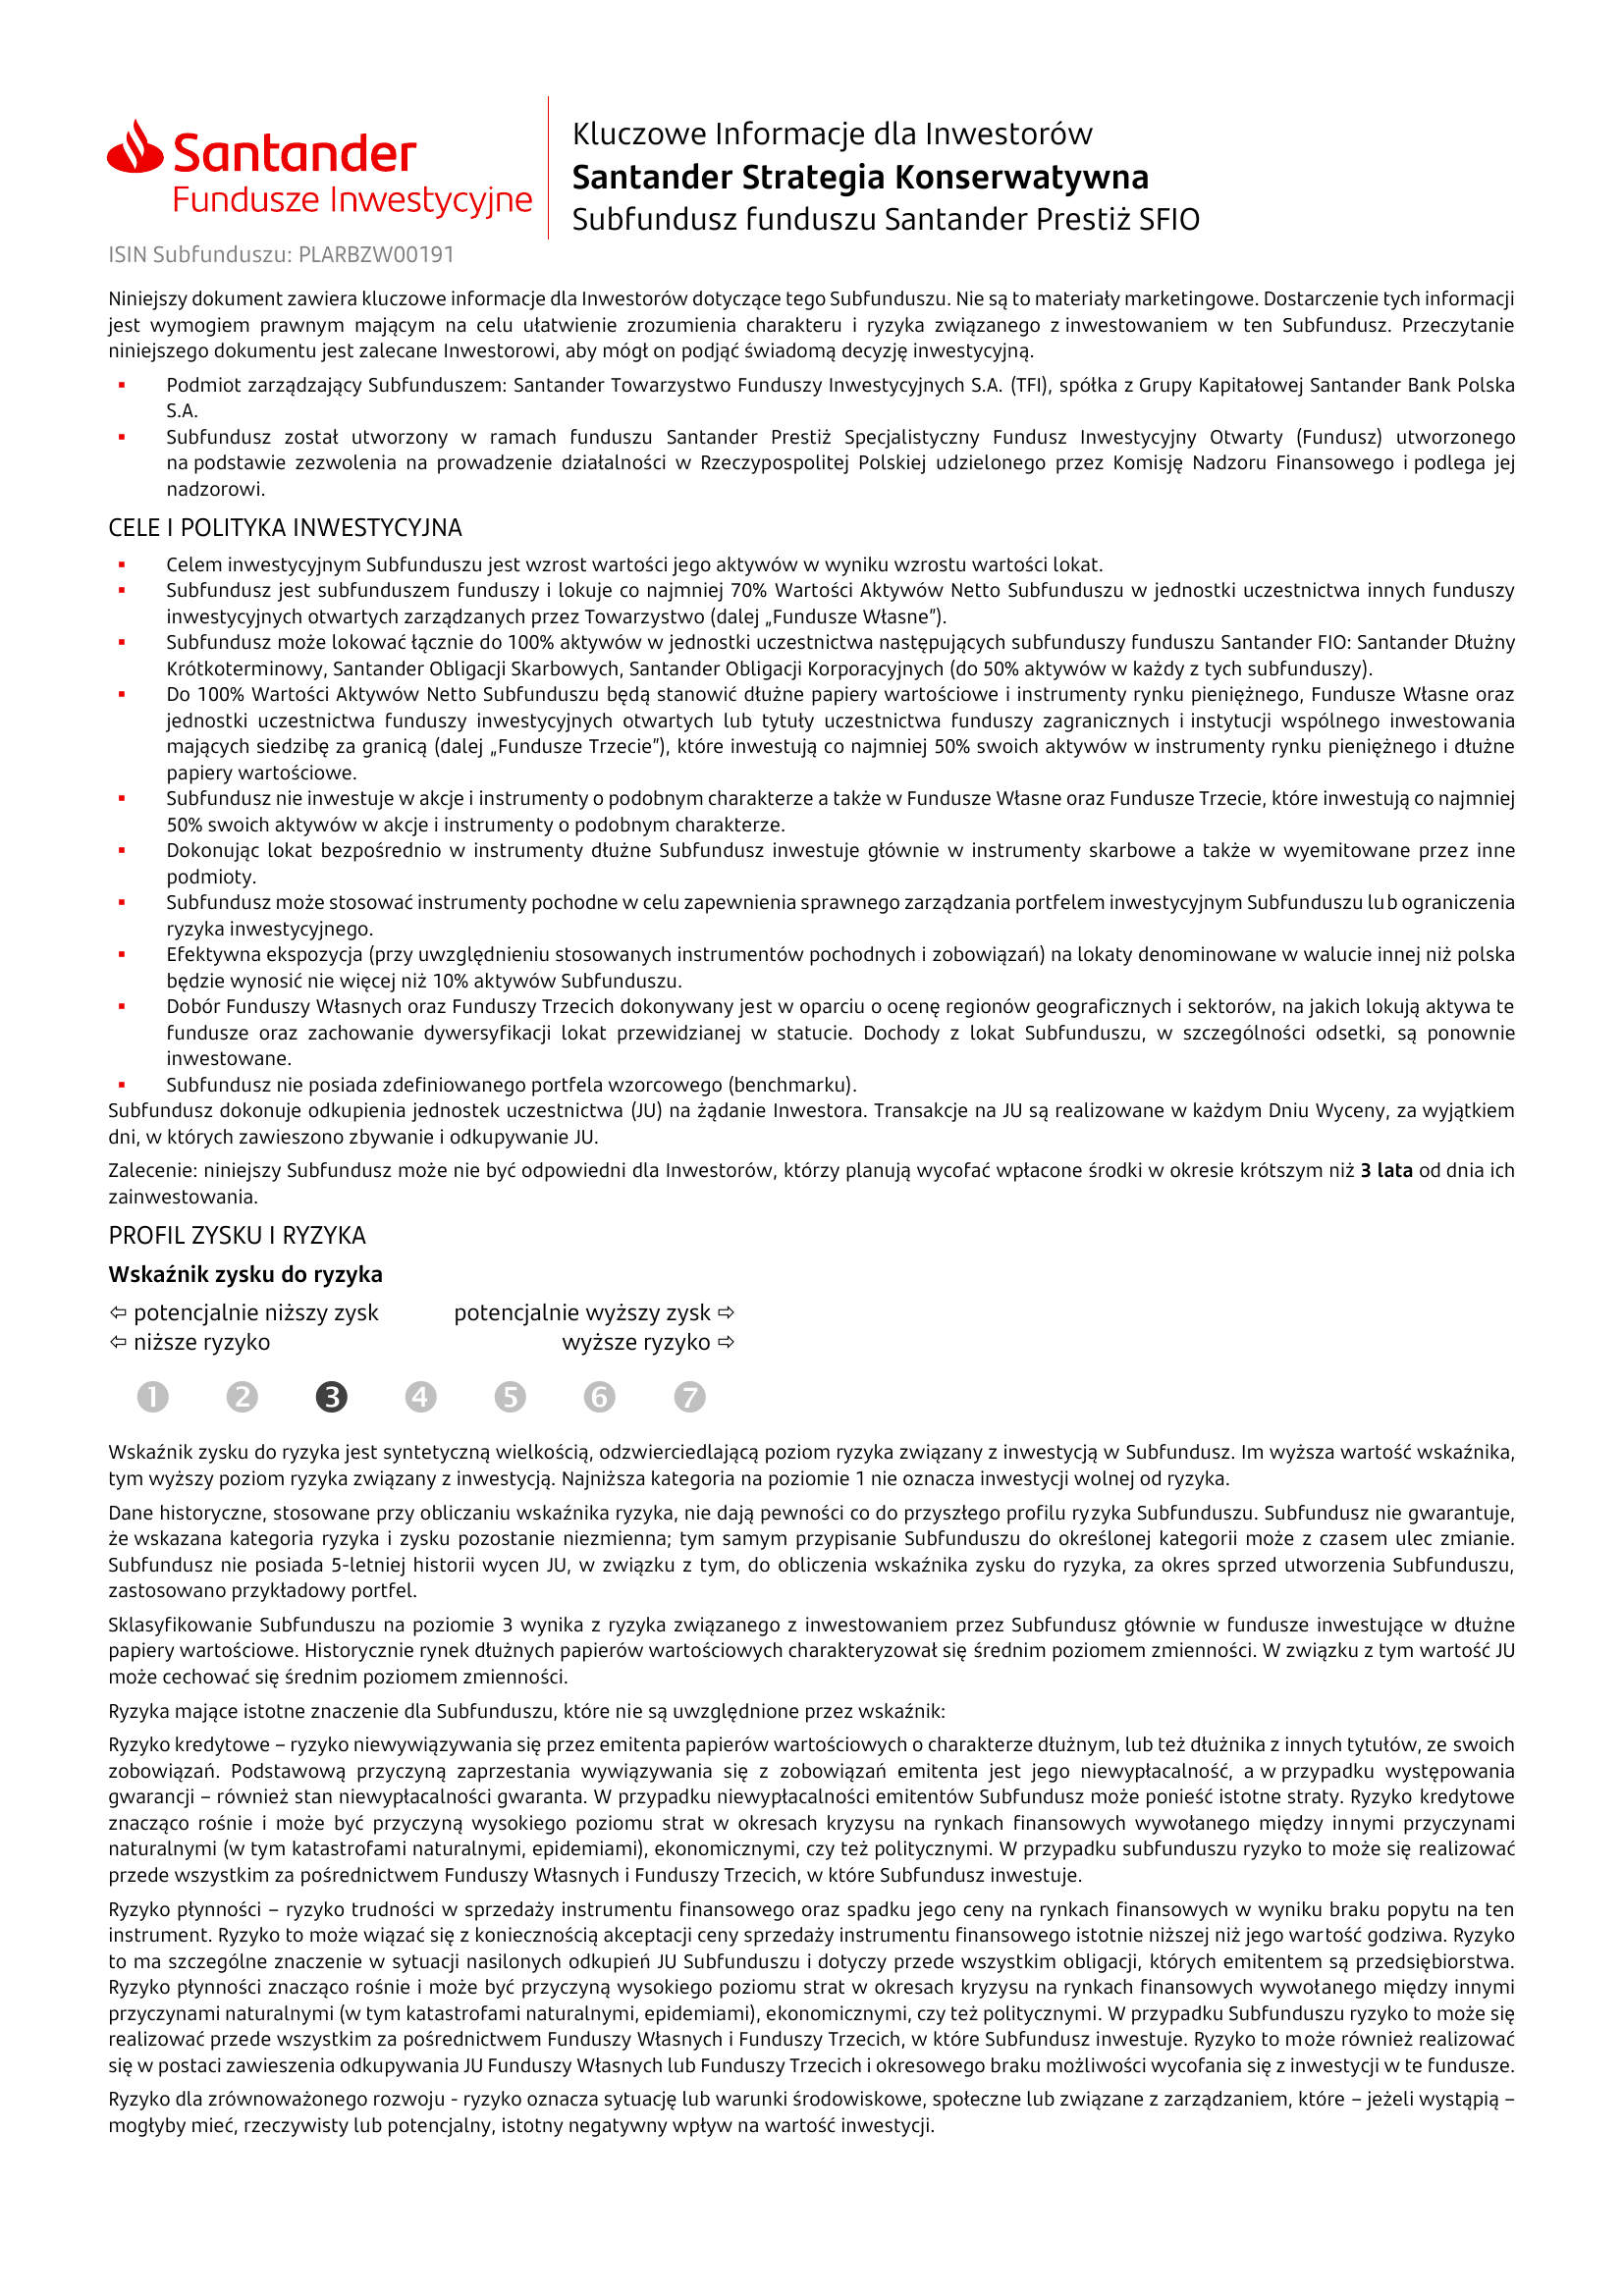 Santander
Fundusze Inwestycyjne
Kluczowe Informacje dla Inwestorów
Santander Strategia Konserwatywna
Subfundusz funduszu Santander Prestiż SFIO
ISIN Subfunduszu: PLARBZW00191
Niniejszy dokument zawiera kluczowe informacje dla Inwestorów dotyczące tego Subfunduszu. Nie są to materiały marketingowe. Dostarczenie tych informacji
jest wymogiem prawnym mającym na celu ułatwienie zrozumienia charakteru i ryzyka związanego z inwestowaniem w ten Subfundusz. Przeczytanie
niniejszego dokumentu jest zalecane Inwestorowi, aby mógł on podjąć świadomą decyzję inwestycyjną.
▪ Podmiot zarządzający Subfunduszem: Santander Towarzystwo Funduszy Inwestycyjnych S.A. (TFI), spółka z Grupy Kapitałowej Santander Bank Polska
S.A.
▪ Subfundusz został utworzony w ramach funduszu Santander Prestiż Specjalistyczny Fundusz Inwestycyjny Otwarty (Fundusz) utworzonego
na podstawie zezwolenia na prowadzenie działalności w Rzeczypospolitej Polskiej udzielonego przez Komisję Nadzoru Finansowego i podlega jej
nadzorowi.
CELE I POLITYKA INWESTYCYJNA
▪ Celem inwestycyjnym Subfunduszu jest wzrost wartości jego aktywów w wyniku wzrostu wartości lokat.
▪ Subfundusz jest subfunduszem funduszy i lokuje co najmniej 70% Wartości Aktywów Netto Subfunduszu w jednostki uczestnictwa innych funduszy
inwestycyjnych otwartych zarządzanych przez Towarzystwo (dalej „Fundusze Własne”).
▪ Subfundusz może lokować łącznie do 100% aktywów w jednostki uczestnictwa następujących subfunduszy funduszu Santander FIO: Santander Dłużny
Krótkoterminowy, Santander Obligacji Skarbowych, Santander Obligacji Korporacyjnych (do 50% aktywów w każdy z tych subfunduszy).
▪ Do 100% Wartości Aktywów Netto Subfunduszu będą stanowić dłużne papiery wartościowe i instrumenty rynku pieniężnego, Fundusze Własne oraz
jednostki uczestnictwa funduszy inwestycyjnych otwartych lub tytuły uczestnictwa funduszy zagranicznych i instytucji wspólnego inwestowania
mających siedzibę za granicą (dalej „Fundusze Trzecie”), które inwestują co najmniej 50% swoich aktywów w instrumenty rynku pieniężnego i dłużne
papiery wartościowe.
▪ Subfundusz nie inwestuje w akcje i instrumenty o podobnym charakterze a także w Fundusze Własne oraz Fundusze Trzecie, które inwestują co najmniej
50% swoich aktywów w akcje i instrumenty o podobnym charakterze.
▪ Dokonując lokat bezpośrednio w instrumenty dłużne Subfundusz inwestuje głównie w instrumenty skarbowe a także w wyemitowane przez inne
podmioty.
▪ Subfundusz może stosować instrumenty pochodne w celu zapewnienia sprawnego zarządzania portfelem inwestycyjnym Subfunduszu lub ograniczenia
ryzyka inwestycyjnego.
▪ Efektywna ekspozycja (przy uwzględnieniu stosowanych instrumentów pochodnych i zobowiązań) na lokaty denominowane w walucie innej niż polska
będzie wynosić nie więcej niż 10% aktywów Subfunduszu.
▪ Dobór Funduszy Własnych oraz Funduszy Trzecich dokonywany jest w oparciu o ocenę regionów geograficznych i sektorów, na jakich lokują aktywa te
fundusze oraz zachowanie dywersyfikacji lokat przewidzianej w statucie. Dochody z lokat Subfunduszu, w szczególności odsetki, są ponownie
inwestowane.
▪ Subfundusz nie posiada zdefiniowanego portfela wzorcowego (benchmarku).
Subfundusz dokonuje odkupienia jednostek uczestnictwa (JU) na żądanie Inwestora. Transakcje na JU są realizowane w każdym Dniu Wyceny, za wyjątkiem
dni, w których zawieszono zbywanie i odkupywanie JU.
Zalecenie: niniejszy Subfundusz może nie być odpowiedni dla Inwestorów, którzy planują wycofać wpłacone środki w okresie krótszym niż 3 lata od dnia ich
zainwestowania.
PROFIL ZYSKU I RYZYKA
Wskaźnik zysku do ryzyka
⇦ potencjalnie niższy zysk potencjalnie wyższy zysk ⇨
⇦ niższe ryzyko wyższe ryzyko ⇨
1 2 3 4 5 6 7
Wskaźnik zysku do ryzyka jest syntetyczną wielkością, odzwierciedlającą poziom ryzyka związany z inwestycją w Subfundusz. Im wyższa wartość wskaźnika,
tym wyższy poziom ryzyka związany z inwestycją. Najniższa kategoria na poziomie 1 nie oznacza inwestycji wolnej od ryzyka.
Dane historyczne, stosowane przy obliczaniu wskaźnika ryzyka, nie dają pewności co do przyszłego profilu ryzyka Subfunduszu. Subfundusz nie gwarantuje,
że wskazana kategoria ryzyka i zysku pozostanie niezmienna; tym samym przypisanie Subfunduszu do określonej kategorii może z czasem ulec zmianie.
Subfundusz nie posiada 5-letniej historii wycen JU, w związku z tym, do obliczenia wskaźnika zysku do ryzyka, za okres sprzed utworzenia Subfunduszu,
zastosowano przykładowy portfel.
Sklasyfikowanie Subfunduszu na poziomie 3 wynika z ryzyka związanego z inwestowaniem przez Subfundusz głównie w fundusze inwestujące w dłużne
papiery wartościowe. Historycznie rynek dłużnych papierów wartościowych charakteryzował się średnim poziomem zmienności. W związku z tym wartość JU
może cechować się średnim poziomem zmienności.
Ryzyka mające istotne znaczenie dla Subfunduszu, które nie są uwzględnione przez wskaźnik:
Ryzyko kredytowe – ryzyko niewywiązywania się przez emitenta papierów wartościowych o charakterze dłużnym, lub też dłużnika z innych tytułów, ze swoich
zobowiązań. Podstawową przyczyną zaprzestania wywiązywania się z zobowiązań emitenta jest jego niewypłacalność, a w przypadku występowania
gwarancji – również stan niewypłacalności gwaranta. W przypadku niewypłacalności emitentów Subfundusz może ponieść istotne straty. Ryzyko kredytowe
znacząco rośnie i może być przyczyną wysokiego poziomu strat w okresach kryzysu na rynkach finansowych wywołanego między innymi przyczynami
naturalnymi (w tym katastrofami naturalnymi, epidemiami), ekonomicznymi, czy też politycznymi. W przypadku subfunduszu ryzyko to może się realizować
przede wszystkim za pośrednictwem Funduszy Własnych i Funduszy Trzecich, w które Subfundusz inwestuje.
Ryzyko płynności – ryzyko trudności w sprzedaży instrumentu finansowego oraz spadku jego ceny na rynkach finansowych w wyniku braku popytu na ten
instrument. Ryzyko to może wiązać się z koniecznością akceptacji ceny sprzedaży instrumentu finansowego istotnie niższej niż jego wartość godziwa. Ryzyko
to ma szczególne znaczenie w sytuacji nasilonych odkupień JU Subfunduszu i dotyczy przede wszystkim obligacji, których emitentem są przedsiębiorstwa.
Ryzyko płynności znacząco rośnie i może być przyczyną wysokiego poziomu strat w okresach kryzysu na rynkach finansowych wywołanego między innymi
przyczynami naturalnymi (w tym katastrofami naturalnymi, epidemiami), ekonomicznymi, czy też politycznymi. W przypadku Subfunduszu ryzyko to może się
realizować przede wszystkim za pośrednictwem Funduszy Własnych i Funduszy Trzecich, w które Subfundusz inwestuje. Ryzyko to może również realizować
się w postaci zawieszenia odkupywania JU Funduszy Własnych lub Funduszy Trzecich i okresowego braku możliwości wycofania się z inwestycji w te fundusze.
Ryzyko dla zrównoważonego rozwoju - ryzyko oznacza sytuację lub warunki środowiskowe, społeczne lub związane z zarządzaniem, które – jeżeli wystąpią –
mogłyby mieć, rzeczywisty lub potencjalny, istotny negatywny wpływ na wartość inwestycji.